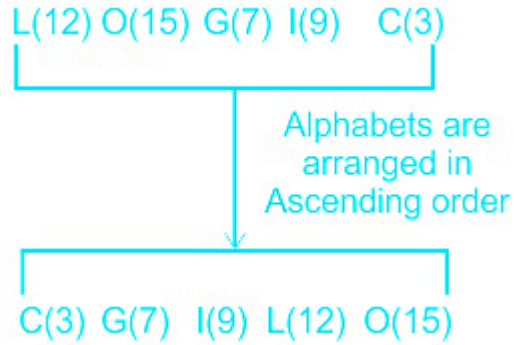 L(12) O(15) G(7) I(9) C(3)
Alphabets are
arranged in
Ascending order
C(3) G(7) I(9) L(12) O(15)